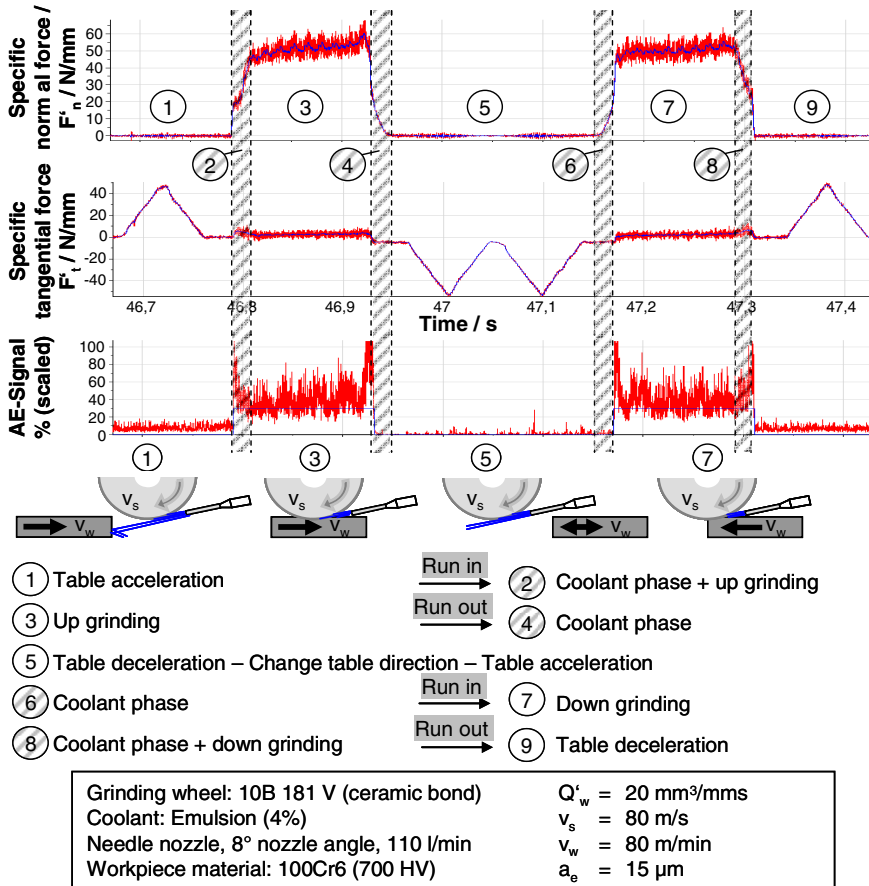 Specific
norm al force /
F'n / N/mm
60
50
40
30
20
10
0
1
3
5
7
9
2
4
6
8
Specific
tangential force
F't / N/mm
40
20
0
-20
-40
46,7
46,8
46,9
47
47,1
47,2
47,3
47,4
Time / s
AE-Signal
% (scaled)
100
80
60
40
20
0
1
3
5
7
vs
vw
vs
vw
vs
vw
vs
vw
1 Table acceleration
Run in
2 Coolant phase + up grinding
3 Up grinding
Run out
4 Coolant phase
5 Table deceleration – Change table direction – Table acceleration
6 Coolant phase
Run in
7 Down grinding
8 Coolant phase + down grinding
Run out
9 Table deceleration
Grinding wheel: 10B 181 V (ceramic bond) Q'w = 20 mm³/mms
Coolant: Emulsion (4%) vs = 80 m/s
Needle nozzle, 8° nozzle angle, 110 l/min vw = 80 m/min
Workpiece material: 100Cr6 (700 HV) ae = 15 µm